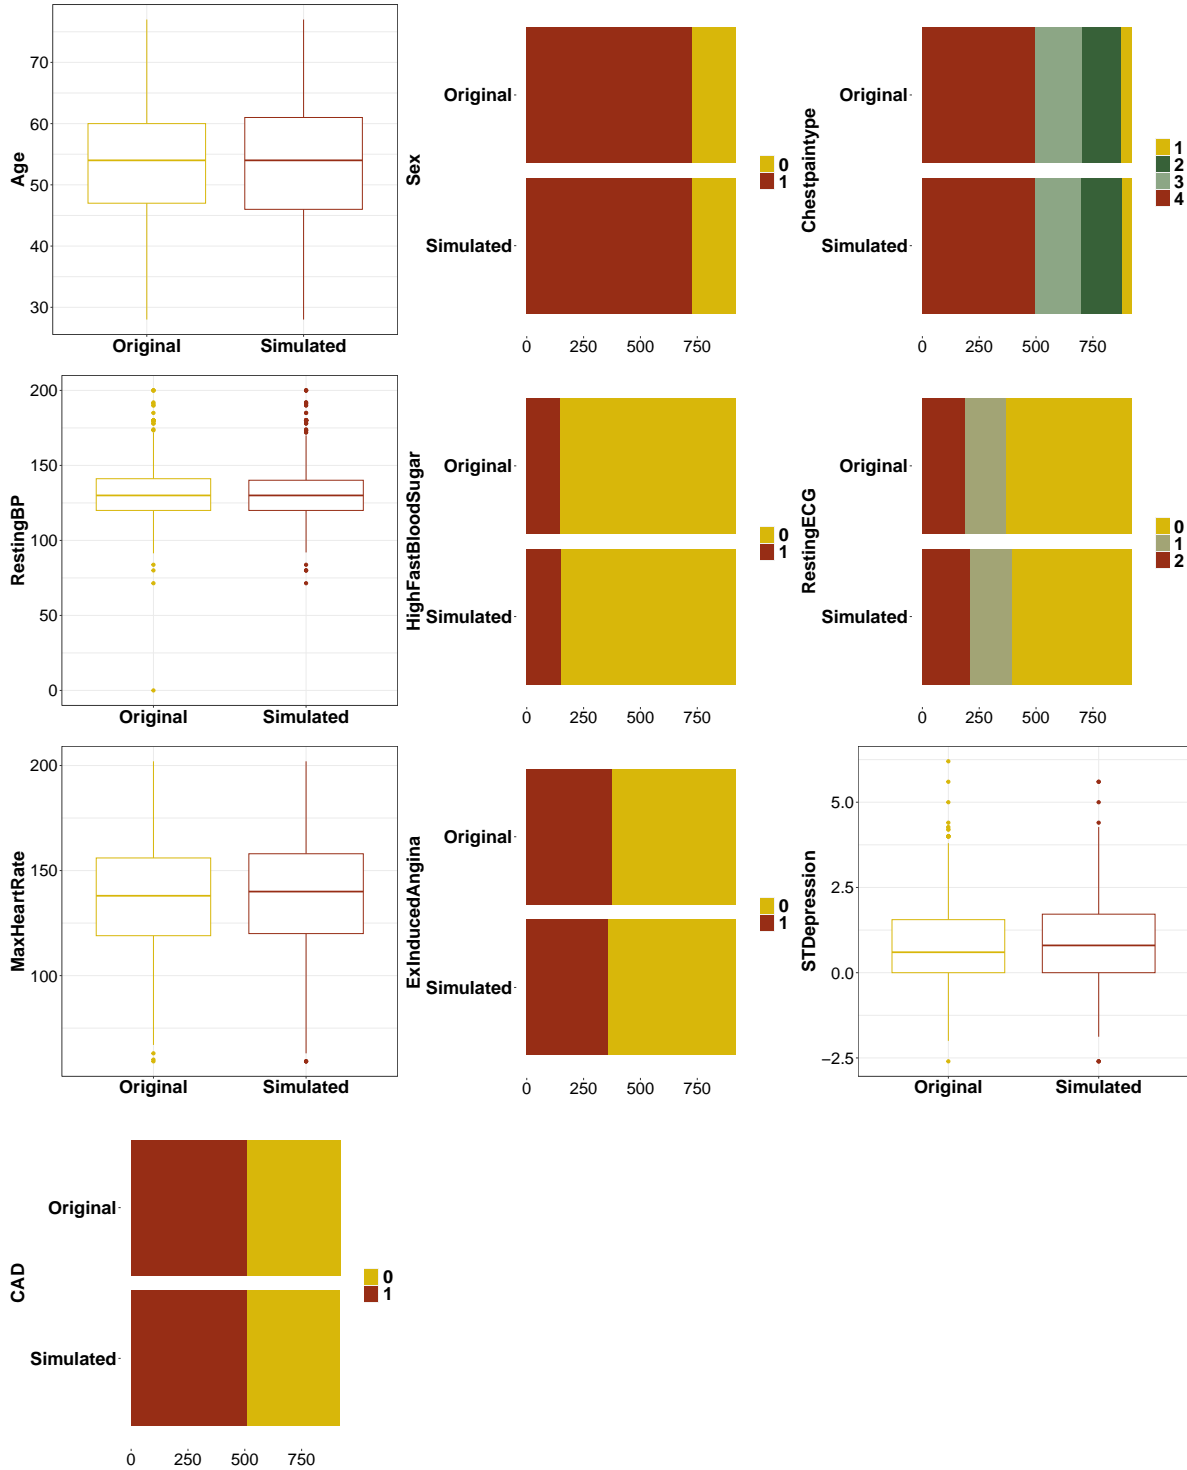 Age
70
60
50
40
30
Original
Simulated
Sex
Original
Simulated
0
250
500
750
0
1
Chestpaintype
Original
Simulated
0
250
500
750
1
2
3
4
RestingBP
200
150
100
50
0
Original
Simulated
HighFastBloodSugar
Original
Simulated
0
250
500
750
0
1
RestingECG
Original
Simulated
0
250
500
750
0
1
2
MaxHeartRate
200
150
100
Original
Simulated
ExInducedAngina
Original
Simulated
0
250
500
750
0
1
STDepression
5.0
2.5
0.0
−2.5
Original
Simulated
CAD
Original
Simulated
0
250
500
750
0
1